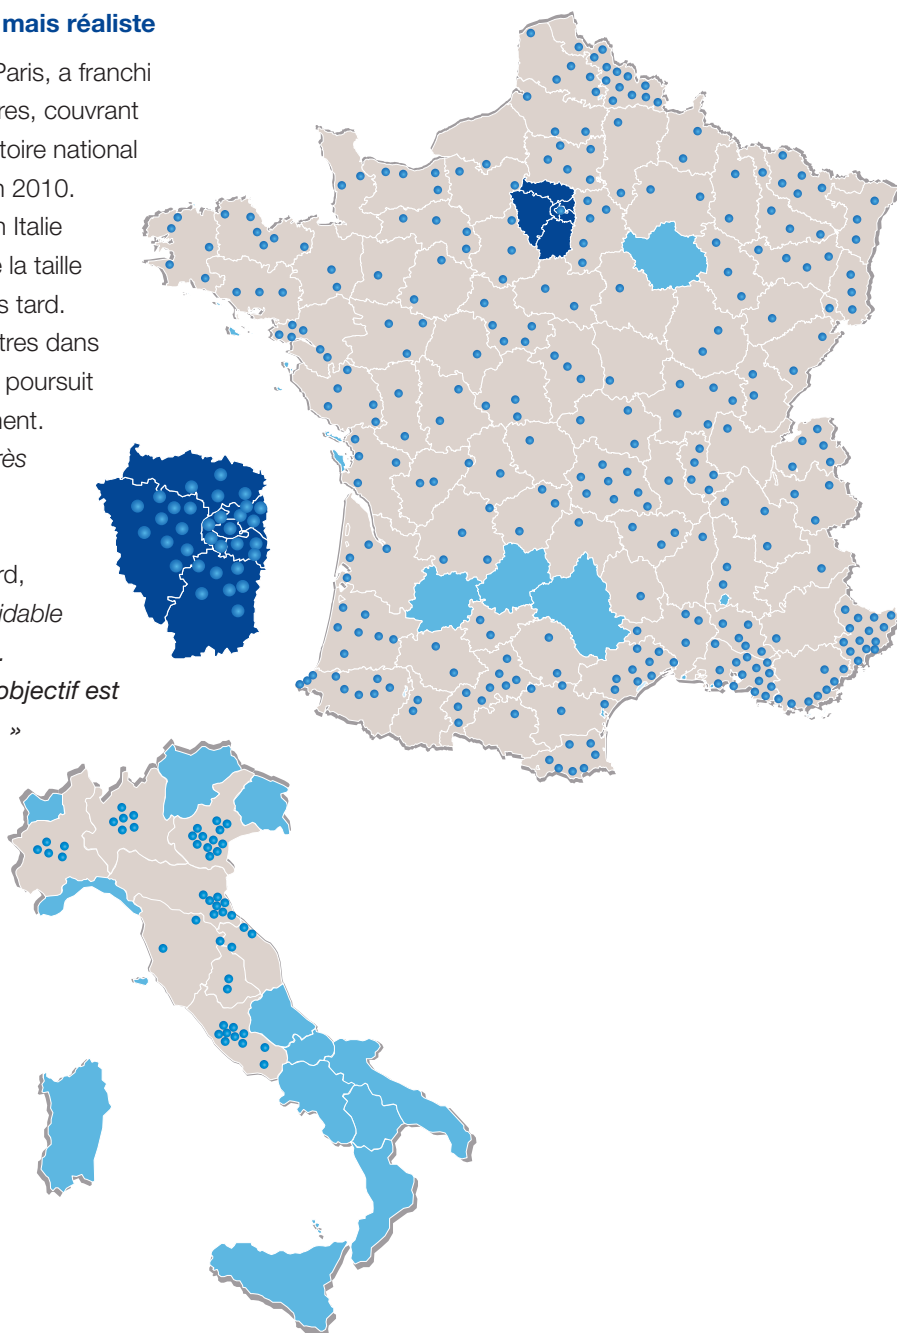 mais réaliste
Paris, a franchi
res, couvrant
toire national
n 2010.
n Italie
la taille
s tard.
tres dans
poursuit
nent.
rès
rd,
idable
.
objectif est
»